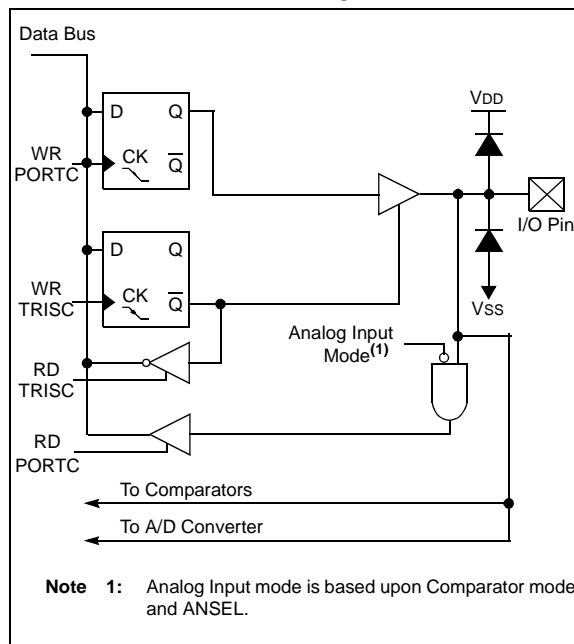 Data Bus
D Q
WR
PORTC
CK Q
VDD
I/O Pin
D Q
WR
TRISC
CK Q
VSS
Analog Input
Mode(1)
RD
TRISC
RD
PORTC
To Comparators
To A/D Converter
Note 1: Analog Input mode is based upon Comparator mode
and ANSEL.